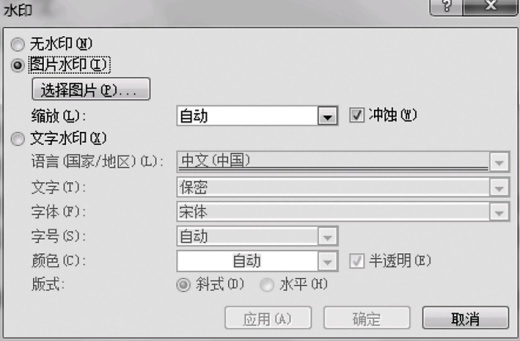 水印
无水印(N)
图片水印(I)
选择图片(P)...
缩放(L): 自动 冲蚀(W)
文字水印(X)
语言(国家/地区)(L): 中文(中国)
文字(T): 保密
字体(F): 宋体
字号(S): 自动
颜色(C): 自动 半透明(E)
版式: 斜式(D) 水平(H)
应用(A) 确定 取消